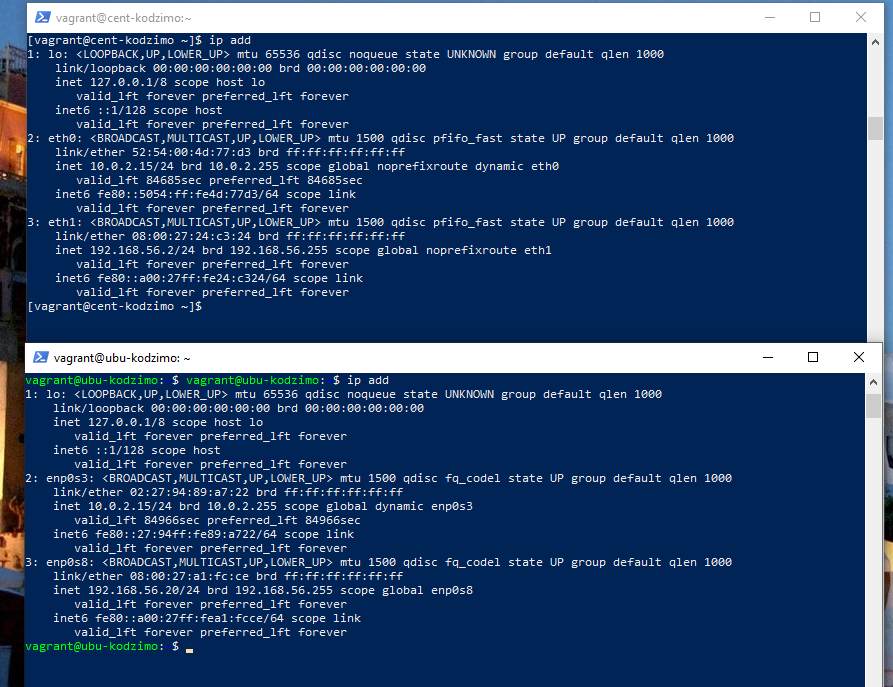 vagrant@cent-kodzimo:~
[vagrant@cent-kodzimo ~]$ ip add
1: lo: <LOOPBACK,UP,LOWER_UP> mtu 65536 qdisc noqueue state UNKNOWN group default qlen 1000
    link/loopback 00:00:00:00:00:00 brd 00:00:00:00:00:00
    inet 127.0.0.1/8 scope host lo
       valid_lft forever preferred_lft forever
    inet6 ::1/128 scope host
       valid_lft forever preferred_lft forever
2: eth0: <BROADCAST,MULTICAST,UP,LOWER_UP> mtu 1500 qdisc pfifo_fast state UP group default qlen 1000
    link/ether 52:54:00:4d:77:d3 brd ff:ff:ff:ff:ff:ff
    inet 10.0.2.15/24 brd 10.0.2.255 scope global noprefixroute dynamic eth0
       valid_lft 84685sec preferred_lft 84685sec
    inet6 fe80::5054:ff:fe4d:77d3/64 scope link
       valid_lft forever preferred_lft forever
3: eth1: <BROADCAST,MULTICAST,UP,LOWER_UP> mtu 1500 qdisc pfifo_fast state UP group default qlen 1000
    link/ether 08:00:27:24:c3:24 brd ff:ff:ff:ff:ff:ff
    inet 192.168.56.2/24 brd 192.168.56.255 scope global noprefixroute eth1
       valid_lft forever preferred_lft forever
    inet6 fe80::a00:27ff:fe24:c324/64 scope link
       valid_lft forever preferred_lft forever
[vagrant@cent-kodzimo ~]$
vagrant@ubu-kodzimo: ~
vagrant@ubu-kodzimo: $ vagrant@ubu-kodzimo: $ ip add
1: lo: <LOOPBACK,UP,LOWER_UP> mtu 65536 qdisc noqueue state UNKNOWN group default qlen 1000
    link/loopback 00:00:00:00:00:00 brd 00:00:00:00:00:00
    inet 127.0.0.1/8 scope host lo
       valid_lft forever preferred_lft forever
    inet6 ::1/128 scope host
       valid_lft forever preferred_lft forever
2: enp0s3: <BROADCAST,MULTICAST,UP,LOWER_UP> mtu 1500 qdisc fq_codel state UP group default qlen 1000
    link/ether 02:27:94:89:a7:22 brd ff:ff:ff:ff:ff:ff
    inet 10.0.2.15/24 brd 10.0.2.255 scope global dynamic enp0s3
       valid_lft 84966sec preferred_lft 84966sec
    inet6 fe80::27:94ff:fe89:a722/64 scope link
       valid_lft forever preferred_lft forever
3: enp0s8: <BROADCAST,MULTICAST,UP,LOWER_UP> mtu 1500 qdisc fq_codel state UP group default qlen 1000
    link/ether 08:00:27:a1:fc:ce brd ff:ff:ff:ff:ff:ff
    inet 192.168.56.20/24 brd 192.168.56.255 scope global enp0s8
       valid_lft forever preferred_lft forever
    inet6 fe80::a00:27ff:fea1:fcce/64 scope link
       valid_lft forever preferred_lft forever
vagrant@ubu-kodzimo: $